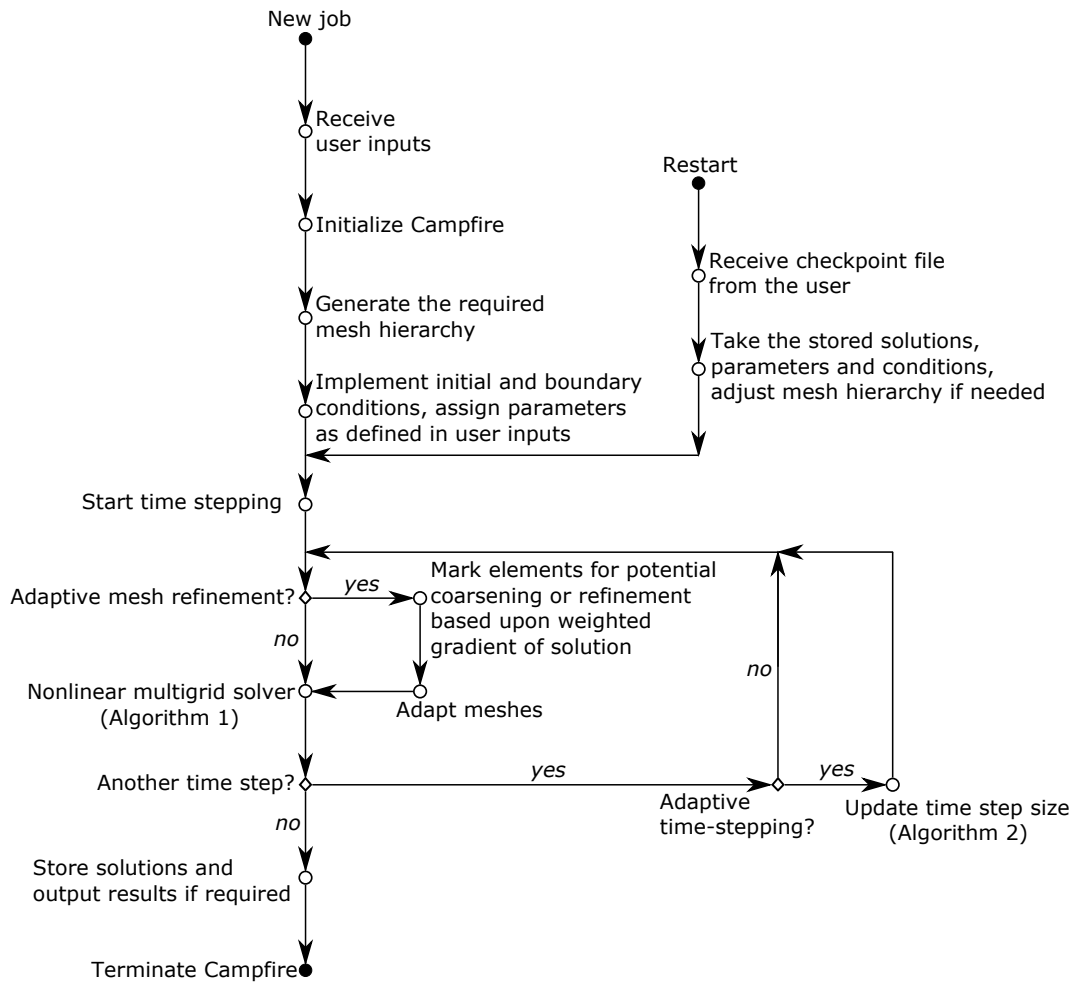 New job
Receive
user inputs
Initialize Campfire
Generate the required
mesh hierarchy
Implement initial and boundary
conditions, assign parameters
as defined in user inputs
Restart
Receive checkpoint file
from the user
Take the stored solutions,
parameters and conditions,
adjust mesh hierarchy if needed
Start time stepping
Adaptive mesh refinement?
yes
Mark elements for potential
coarsening or refinement
based upon weighted
gradient of solution
no
Nonlinear multigrid solver
(Algorithm 1)
Adapt meshes
no
Another time step?
yes
Adaptive
time-stepping?
yes
Update time step size
(Algorithm 2)
no
Store solutions and
output results if required
Terminate Campfire